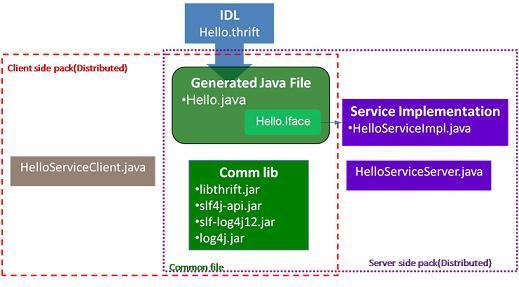 IDL
Hello.thrift
Client side pack(Distributed)
Generated Java File
•Hello.java
Hello.Iface
Service Implementation
•HelloServiceImpl.java
HelloServiceClient.java
Comm lib
•libthrift.jar
•slf4j-api.jar
•slf-log4j12.jar
•log4j.jar
HelloServiceServer.java
Common file
Server side pack(Distributed)